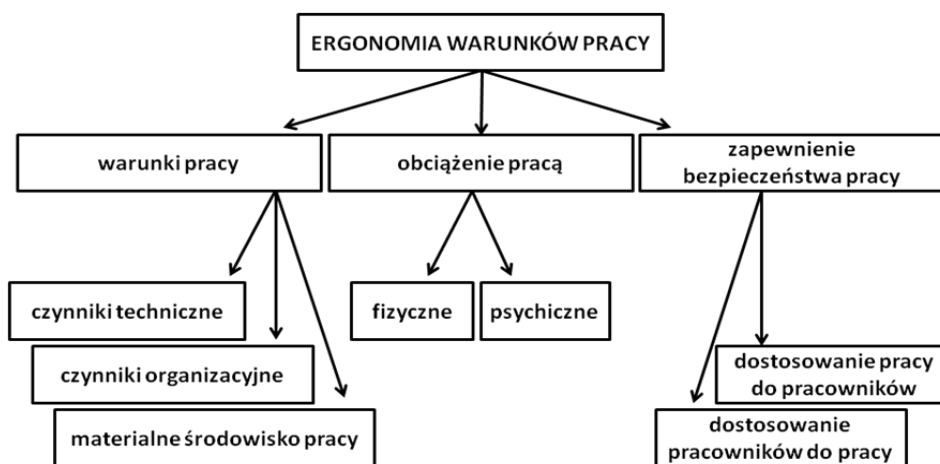 ERGONOMIA WARUNKÓW PRACY
warunki pracy
obciążenie pracą
zapewnienie
bezpieczeństwa pracy
czynniki techniczne
fizyczne
psychiczne
czynniki organizacyjne
dostosowanie pracy
do pracowników
materialne środowisko pracy
dostosowanie
pracowników do pracy